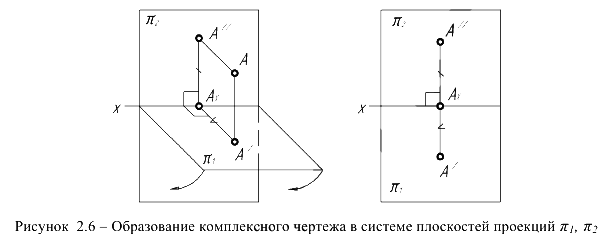 π₂
A′′
A
x
Aₓ
A′
π₁
π₂
A′′
x
Aₓ
A′
π₁
Рисунок 2.6 – Образование комплексного чертежа в системе плоскостей проекций π₁, π₂